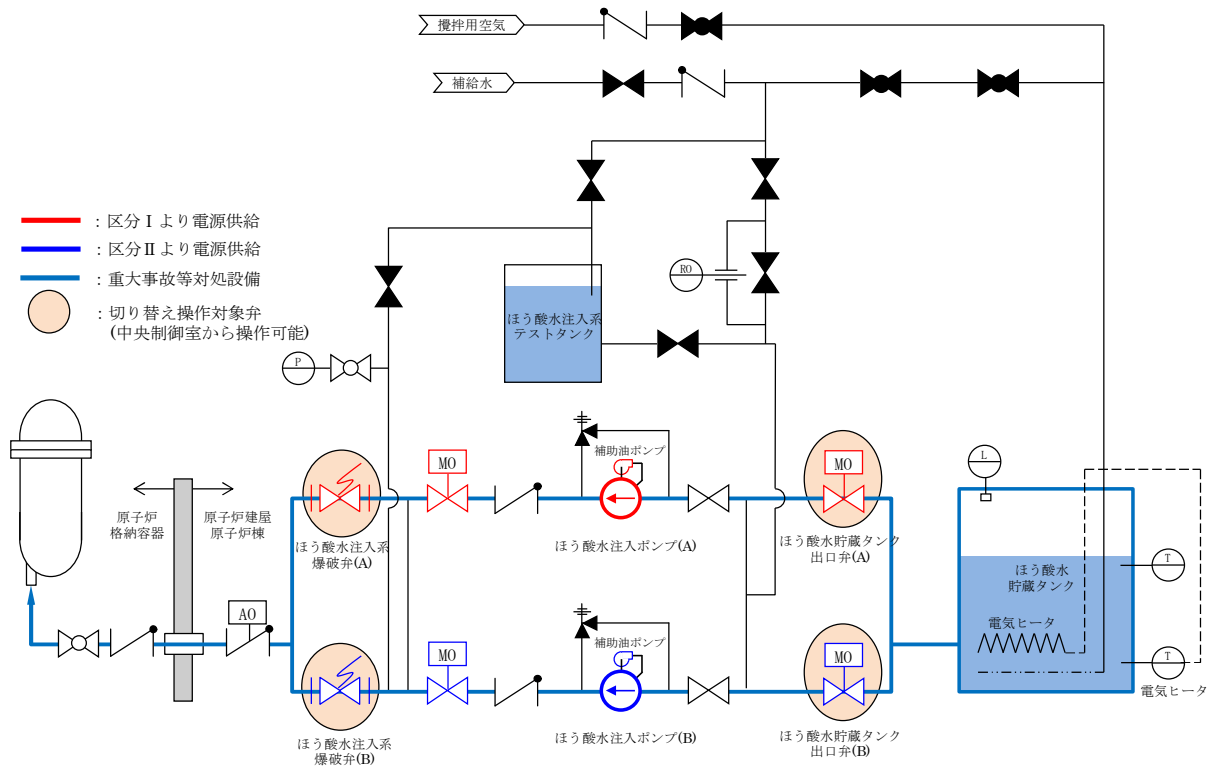 攪拌用空気
補給水
：区分Ⅰより電源供給
：区分Ⅱより電源供給
：重大事故等対処設備
：切り替え操作対象弁
(中央制御室から操作可能)
RO
ほう酸水注入系
テストタンク
P
MO
補助油ポンプ
MO
L
原子炉
格納容器
原子炉建屋
原子炉棟
ほう酸水注入系
爆破弁(A)
ほう酸水注入ポンプ(A)
ほう酸水貯蔵タンク
出口弁(A)
T
ほう酸水
貯蔵タンク
AO
電気ヒータ
MO
補助油ポンプ
MO
T
電気ヒータ
ほう酸水注入系
爆破弁(B)
ほう酸水注入ポンプ(B)
ほう酸水貯蔵タンク
出口弁(B)